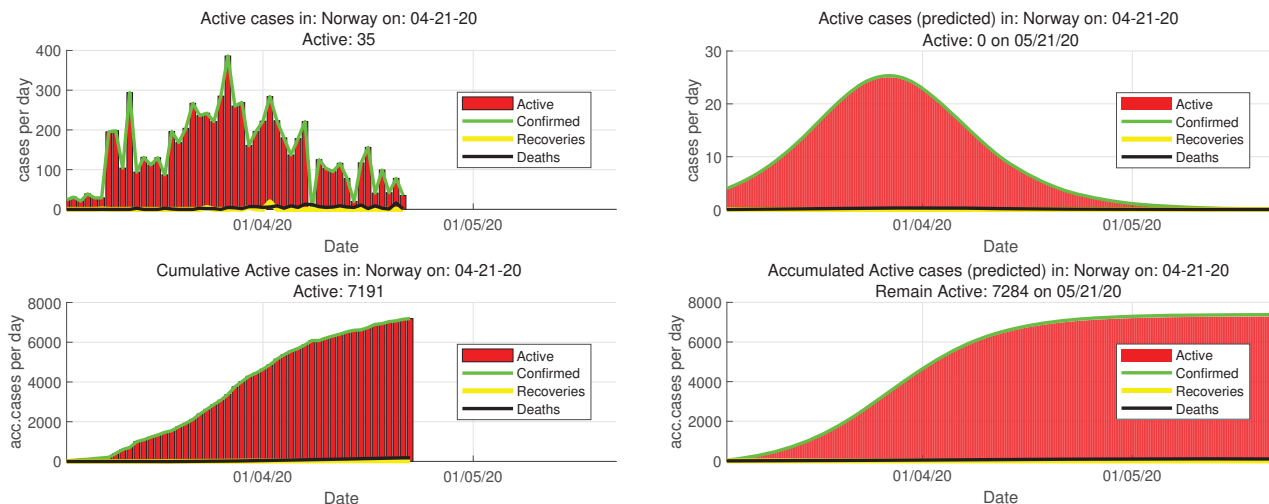 Active cases in: Norway on: 04-21-20
Active: 35
400
300
200
100
0
cases per day
01/04/20
01/05/20
Date
Active
Confirmed
Recoveries
Deaths
Active cases (predicted) in: Norway on: 04-21-20
Active: 0 on 05/21/20
30
20
10
0
cases per day
01/04/20
01/05/20
Date
Active
Confirmed
Recoveries
Deaths
Cumulative Active cases in: Norway on: 04-21-20
Active: 7191
8000
6000
4000
2000
0
acc.cases per day
01/04/20
01/05/20
Date
Active
Confirmed
Recoveries
Deaths
Accumulated Active cases (predicted) in: Norway on: 04-21-20
Remain Active: 7284 on 05/21/20
8000
6000
4000
2000
0
acc.cases per day
01/04/20
01/05/20
Date
Active
Confirmed
Recoveries
Deaths